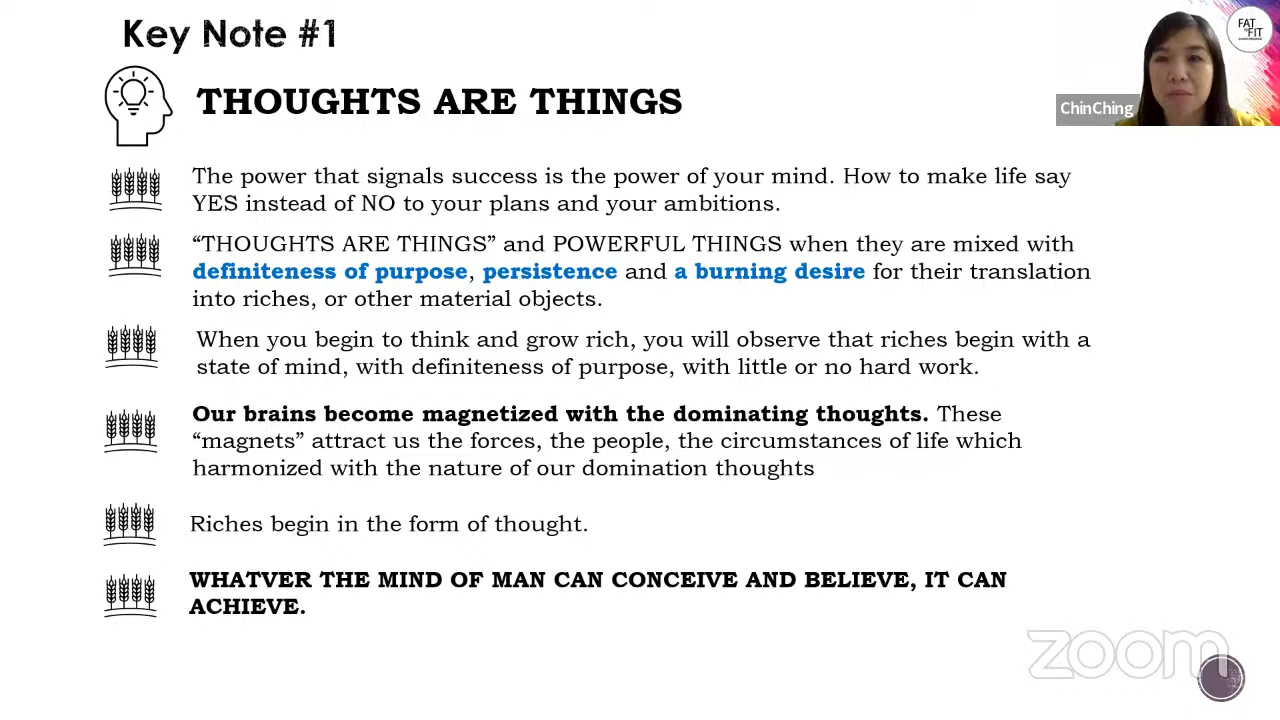 Key Note #1
FAT
FIT
THOUGHTS ARE THINGS
ChinChing
The power that signals success is the power of your mind. How to make life say
YES instead of NO to your plans and your ambitions.
“THOUGHTS ARE THINGS” and POWERFUL THINGS when they are mixed with
definiteness of purpose, persistence and a burning desire for their translation
into riches, or other material objects.
When you begin to think and grow rich, you will observe that riches begin with a
state of mind, with definiteness of purpose, with little or no hard work.
Our brains become magnetized with the dominating thoughts. These
“magnets” attract us the forces, the people, the circumstances of life which
harmonized with the nature of our domination thoughts
Riches begin in the form of thought.
WHATVER THE MIND OF MAN CAN CONCEIVE AND BELIEVE, IT CAN
ACHIEVE.
zoom